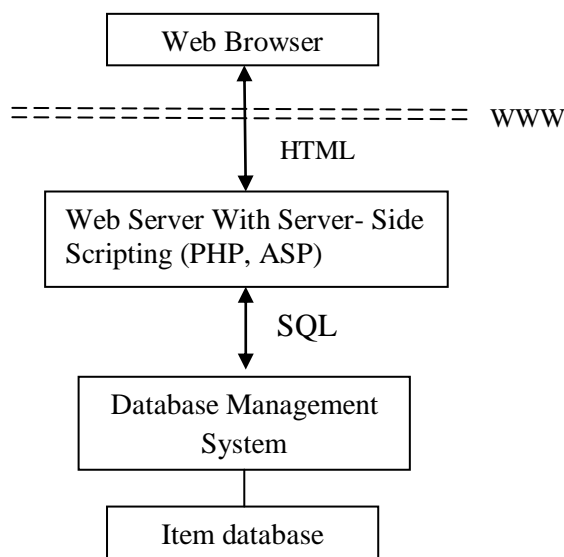 Web Browser
WWW
HTML
Web Server With Server- Side
Scripting (PHP, ASP)
SQL
Database Management
System
Item database